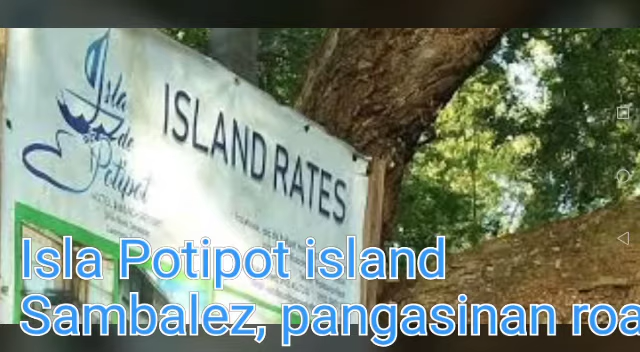 Isla
de
Potipot
ISLAND RATES
Isla Potipot island
Sambalez, pangasinan roa